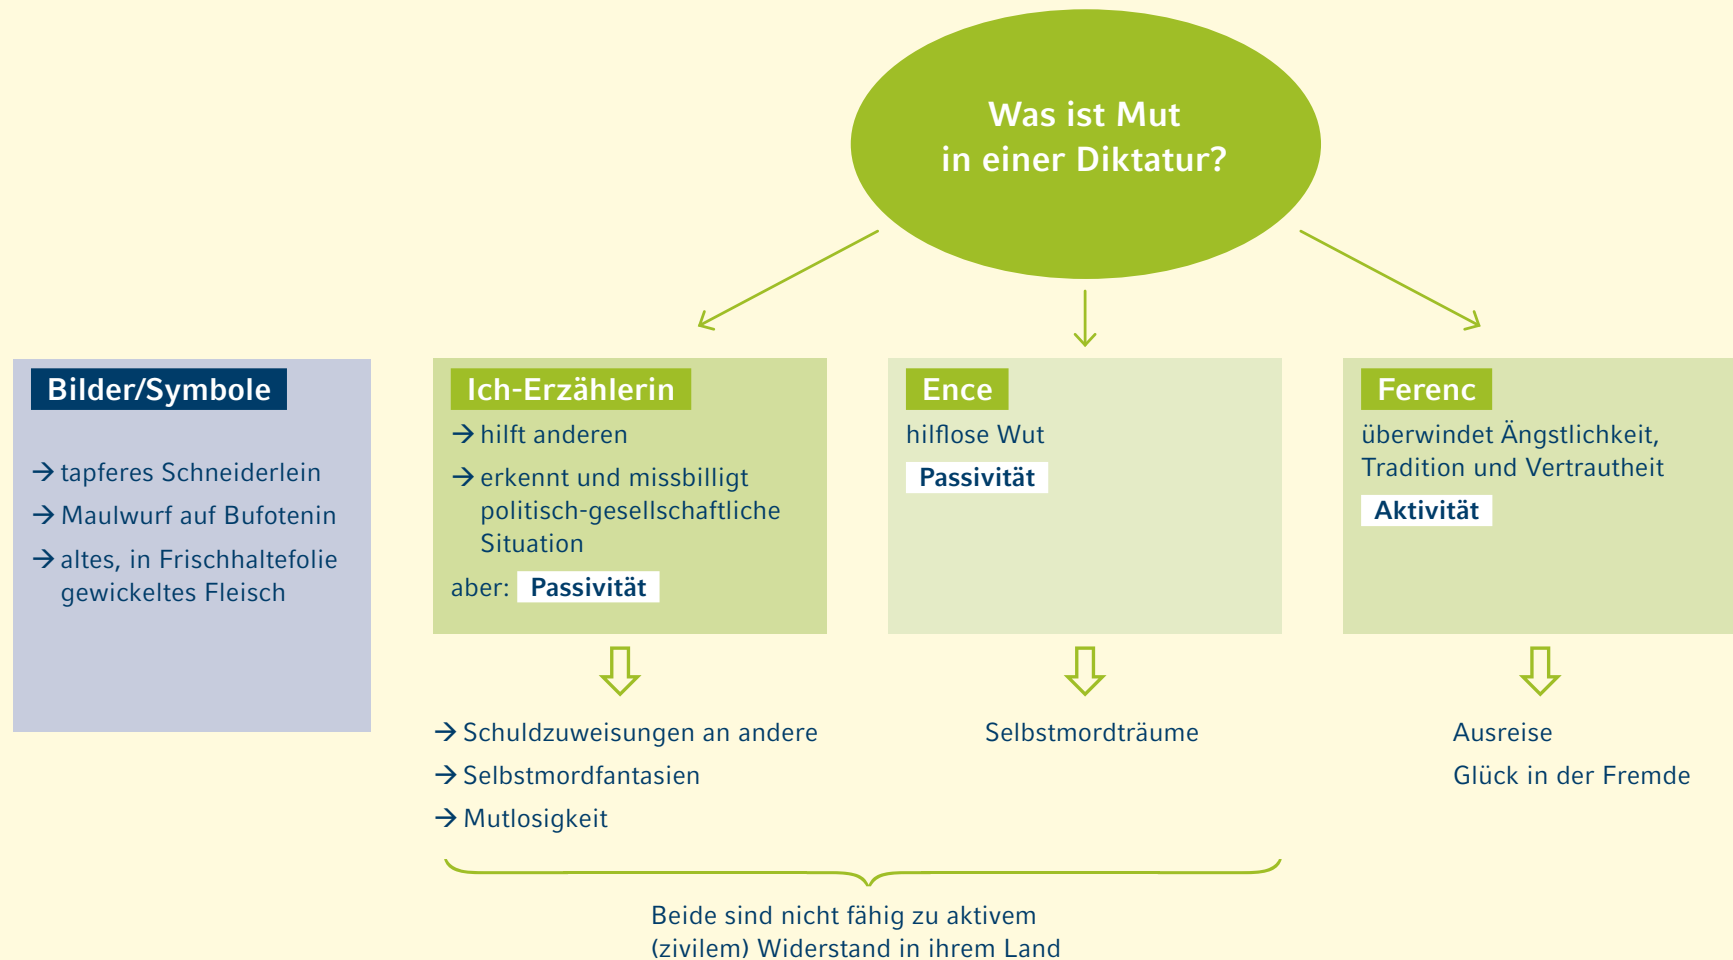 Was ist Mut
in einer Diktatur?
Bilder/Symbole
→ tapferes Schneiderlein
→ Maulwurf auf Bufotenin
→ altes, in Frischhaltefolie
gewickeltes Fleisch
Ich-Erzählerin
→ hilft anderen
→ erkennt und missbilligt
politisch-gesellschaftliche
Situation
aber: Passivität
→ Schuldzuweisungen an andere
→ Selbstmordfantasien
→ Mutlosigkeit
Ence
hilflose Wut
Passivität
Selbstmordträume
Beide sind nicht fähig zu aktivem
(zivilem) Widerstand in ihrem Land
Ferenc
überwindet Ängstlichkeit,
Tradition und Vertrautheit
Aktivität
Ausreise
Glück in der Fremde